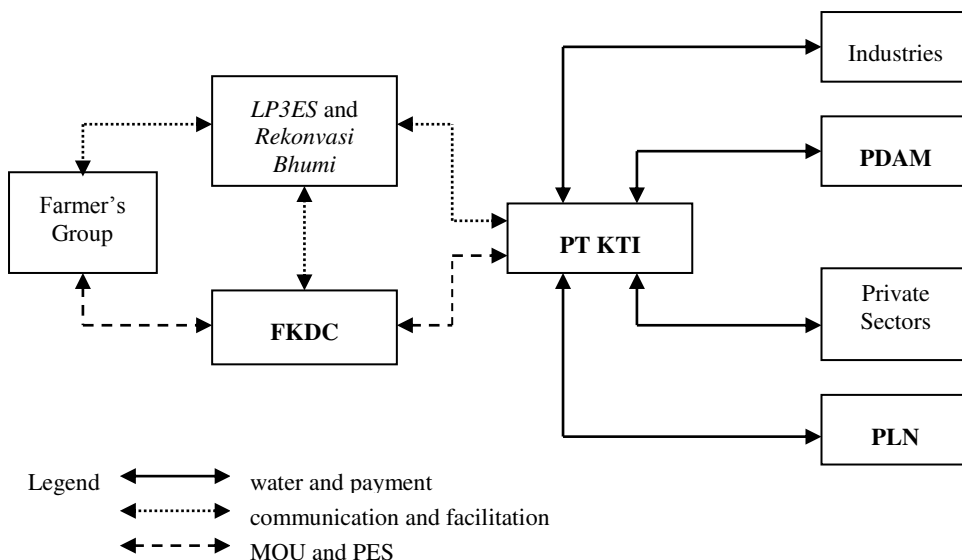 Industries
LP3ES and
Rekonvasi
Bhumi
PDAM
Farmer's
Group
PT KTI
FKDC
Private
Sectors
PLN
Legend
water and payment
communication and facilitation
MOU and PES